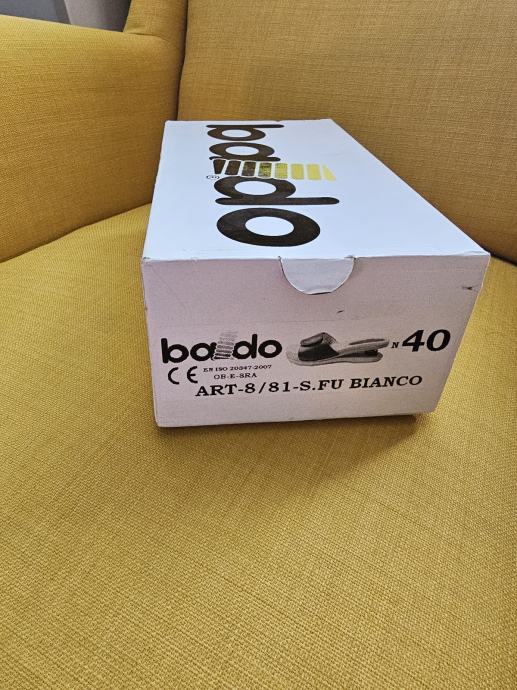 baldo
baldo
N 40
CE EN ISO 20347-2007
OB-E-SRA
ART-8/81-S.FU BIANCO